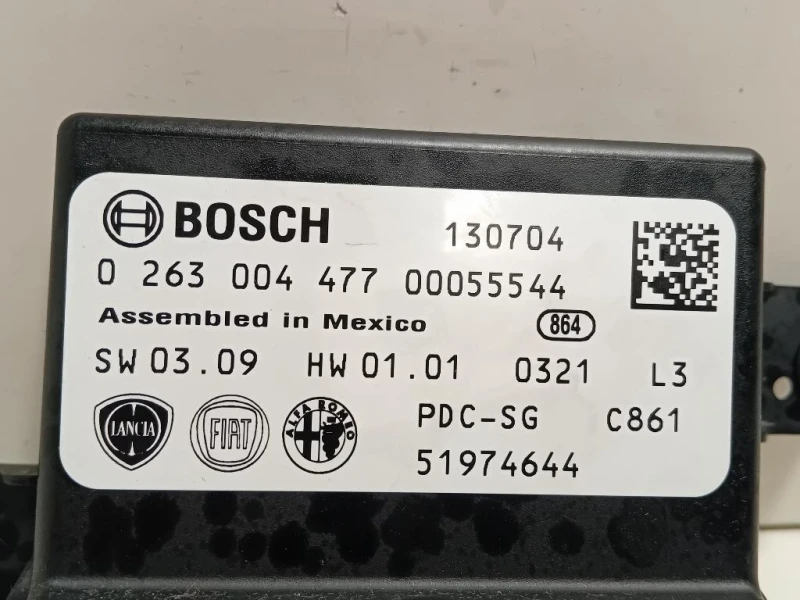 BOSCH 130704
0 263 004 477 00055544
Assembled in Mexico 864
SW 03.09 HW 01.01 0321 L3
LANCIA FIAT ALFA ROMEO PDC-SG C861
51974644